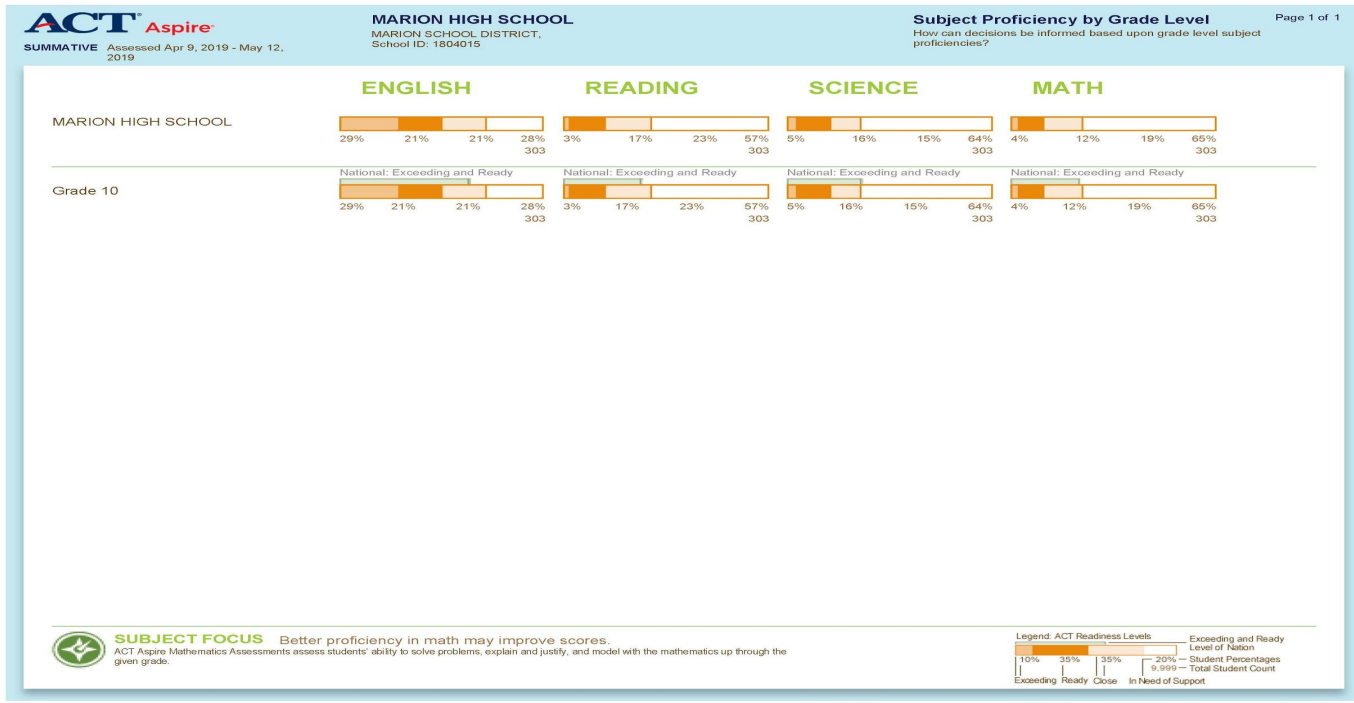 ACT Aspire
SUMMATIVE Assessed Apr 9, 2019 - May 12, 2019
MARION HIGH SCHOOL
MARION SCHOOL DISTRICT,
School ID: 1804015
Subject Proficiency by Grade Level
How can decisions be informed based upon grade level subject
proficiencies?
Page 1 of 1
ENGLISH READING SCIENCE MATH
MARION HIGH SCHOOL
29% 21% 21% 28% 3% 17% 23% 57% 5% 16% 15% 64% 4% 12% 19% 65%
303 303 303 303
National: Exceeding and Ready National: Exceeding and Ready National: Exceeding and Ready National: Exceeding and Ready
Grade 10
29% 21% 21% 28% 3% 17% 23% 57% 5% 16% 15% 64% 4% 12% 19% 65%
303 303 303 303
SUBJECT FOCUS Better proficiency in math may improve scores.
ACT Aspire Mathematics Assessments assess students' ability to solve problems, explain and justify, and model with the mathematics up through the
given grade.
Legend: ACT Readiness Levels
Exceeding and Ready
Level of Nation
10% 35% 35% 20% Student Percentages
9,999 Total Student Count
Exceeding Ready Close In Need of Support